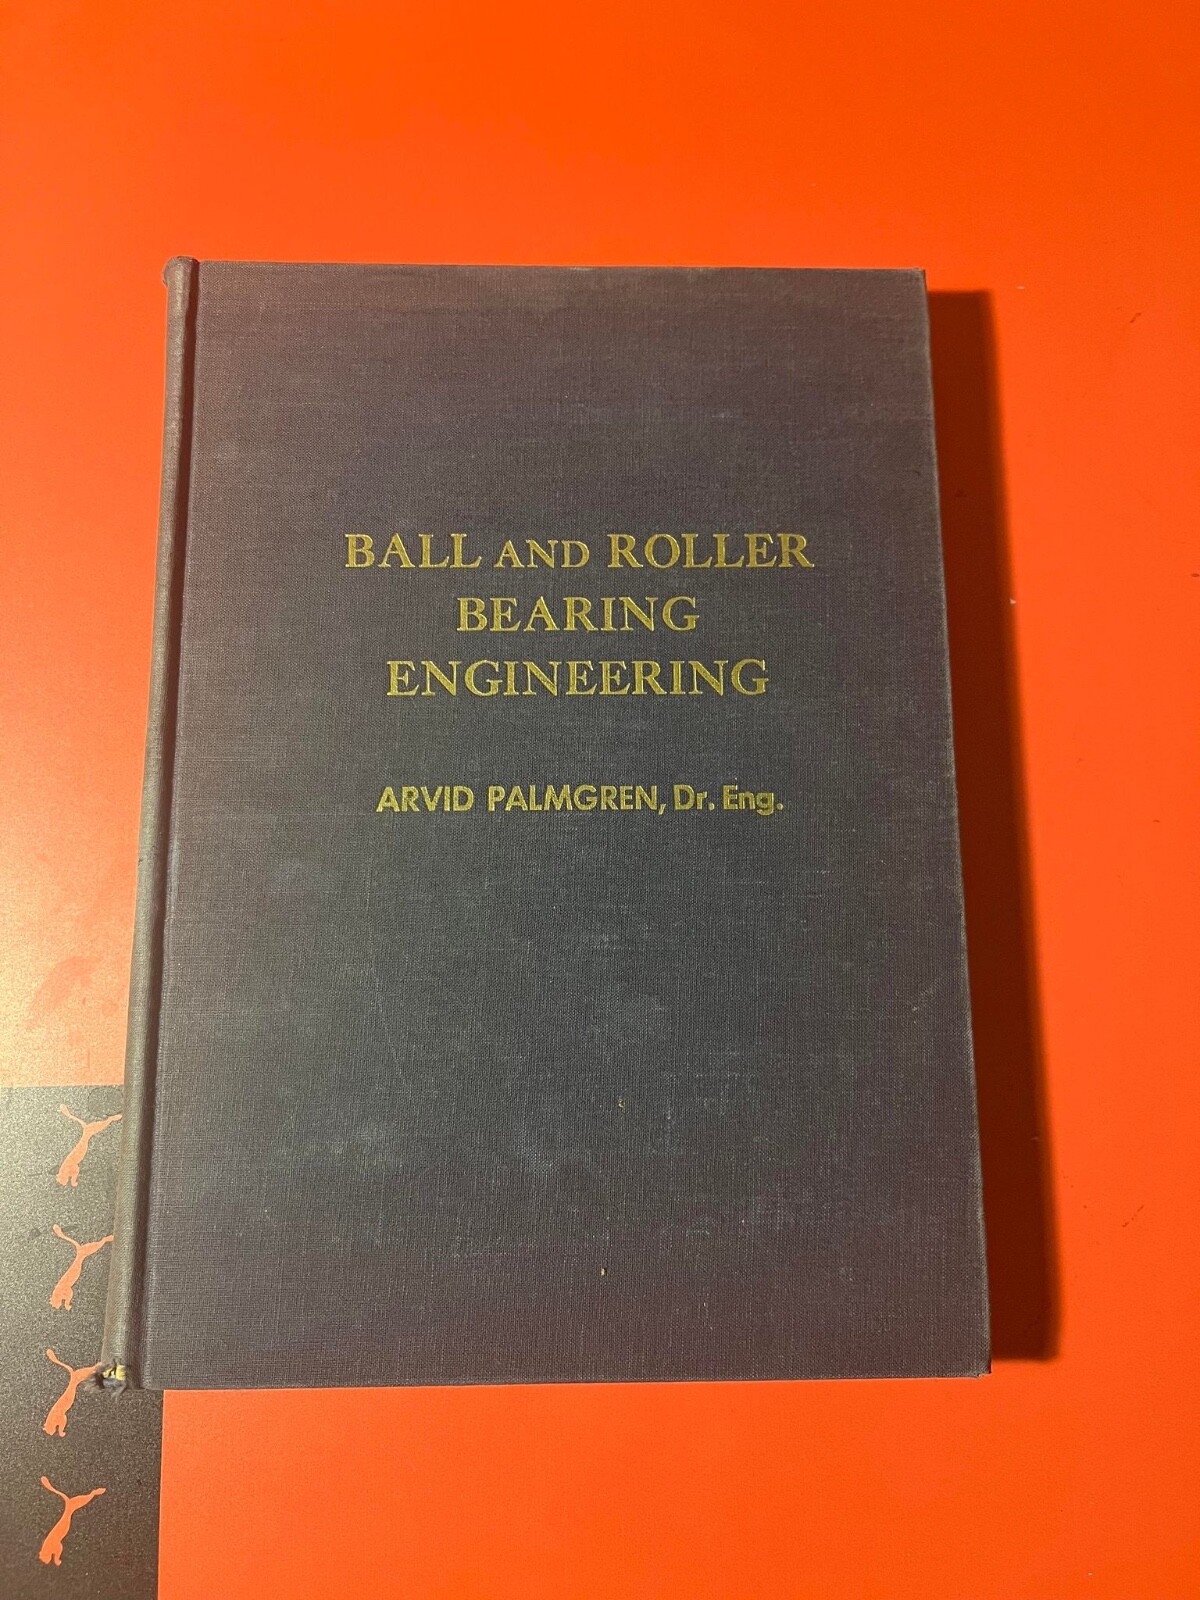 BALL AND ROLLER
BEARING
ENGINEERING
ARVID PALMGREN, Dr. Eng.